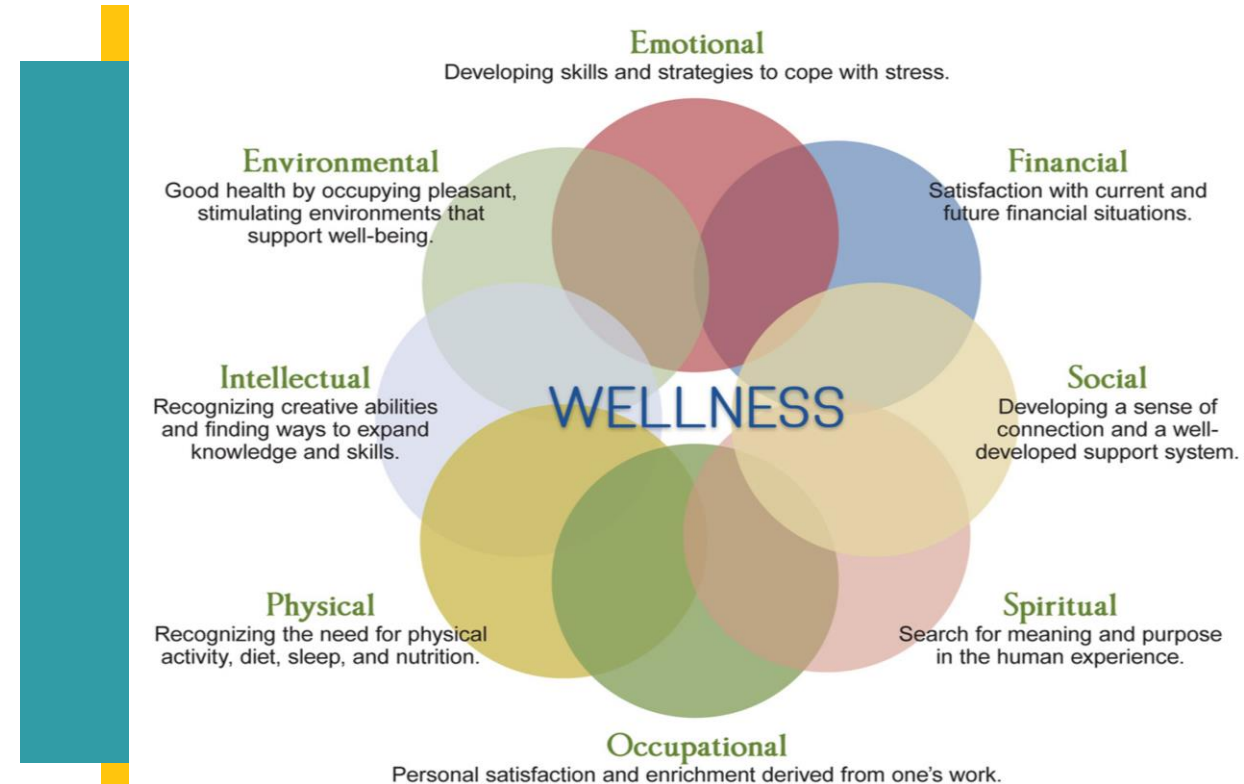 Emotional
Developing skills and strategies to cope with stress.
Environmental
Good health by occupying pleasant,
stimulating environments that
support well-being.
Financial
Satisfaction with current and
future financial situations.
Intellectual
Recognizing creative abilities
and finding ways to expand
knowledge and skills.
WELLNESS
Social
Developing a sense of
connection and a well-
developed support system.
Physical
Recognizing the need for physical
activity, diet, sleep, and nutrition.
Spiritual
Search for meaning and purpose
in the human experience.
Occupational
Personal satisfaction and enrichment derived from one’s work.